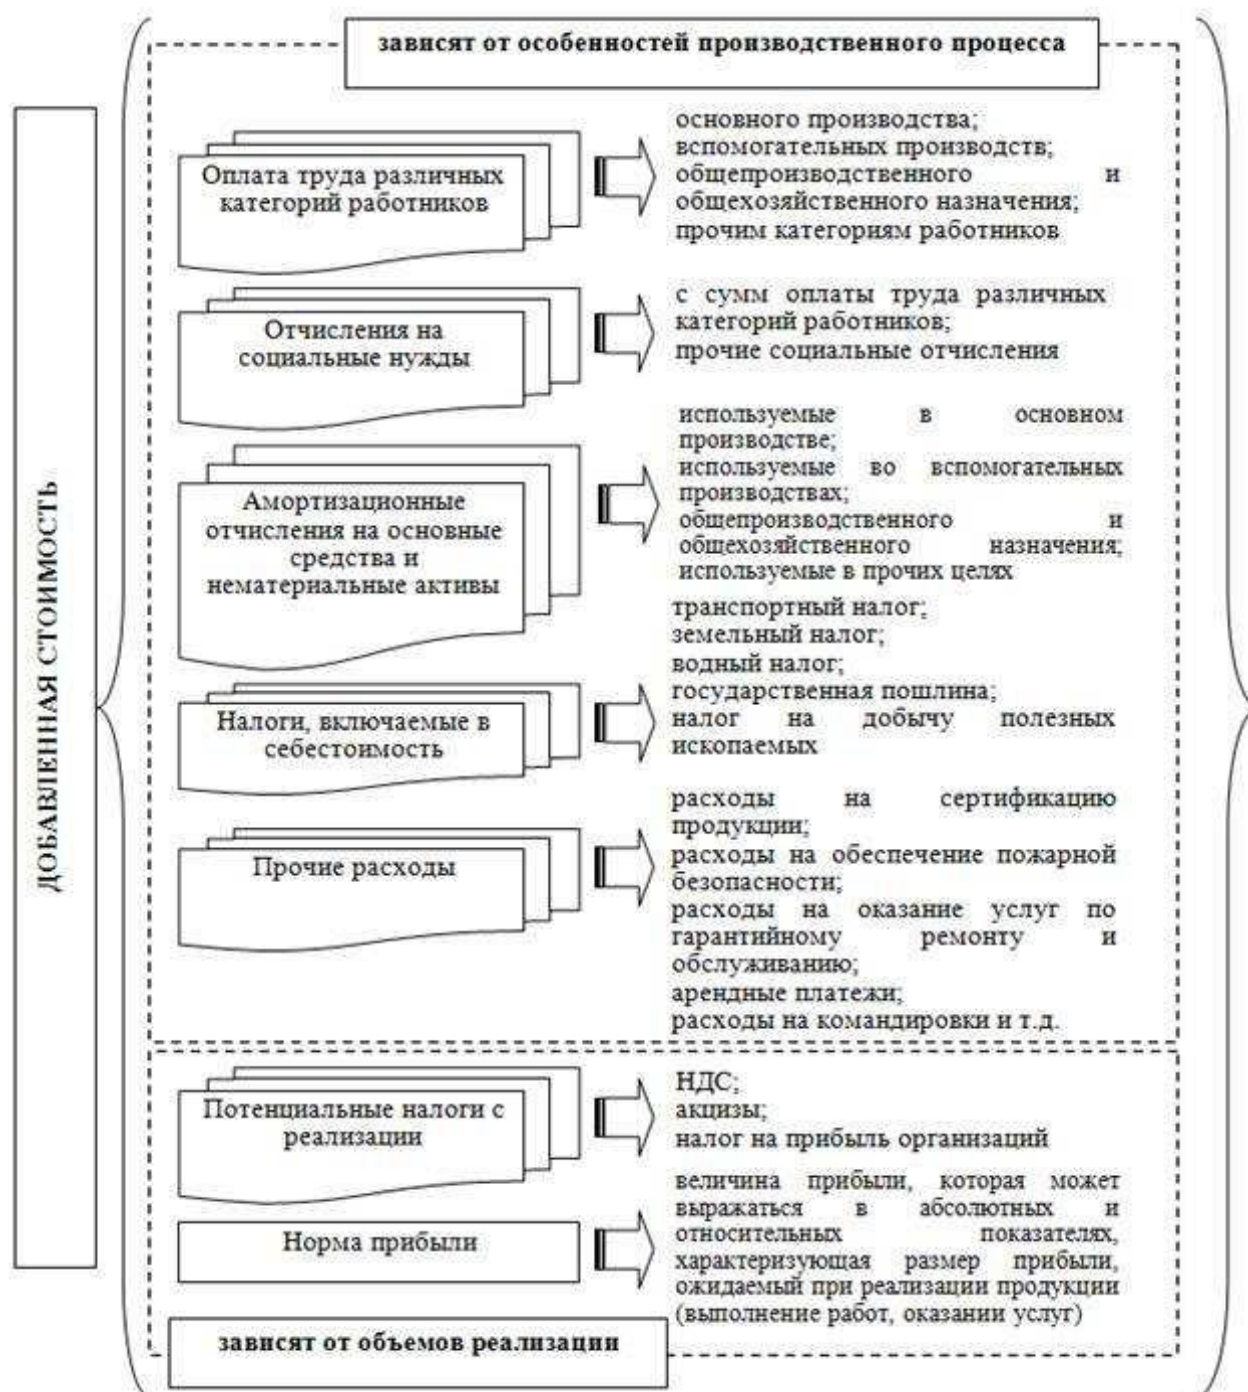 зависят от особенностей производственного процесса
ДОБАВЛЕННАЯ СТОИМОСТЬ
Оплата труда различных
категорий работников
основного производства;
вспомогательных производств;
общепроизводственного и
общехозяйственного назначения;
прочим категориям работников
Отчисления на
социальные нужды
с сумм оплаты труда различных
категорий работников;
прочие социальные отчисления
Амортизационные
отчисления на основные
средства и
нематериальные активы
используемые в основном
производстве;
используемые во вспомогательных
производствах;
общепроизводственного и
общехозяйственного назначения;
используемые в прочих целях
Налоги, включаемые в
себестоимость
транспортный налог;
земельный налог;
водный налог;
государственная пошлина;
налог на добычу полезных
ископаемых
Прочие расходы
расходы на сертификацию
продукции;
расходы на обеспечение пожарной
безопасности;
расходы на оказание услуг по
гарантийному ремонту и
обслуживанию;
арендные платежи;
расходы на командировки и т.д.
Потенциальные налоги с
реализации
НДС;
акцизы;
налог на прибыль организаций
Норма прибыли
величина прибыли, которая может
выражаться в абсолютных и
относительных показателях,
характеризующая размер прибыли,
ожидаемый при реализации продукции
(выполнение работ, оказании услуг)
зависят от объемов реализации